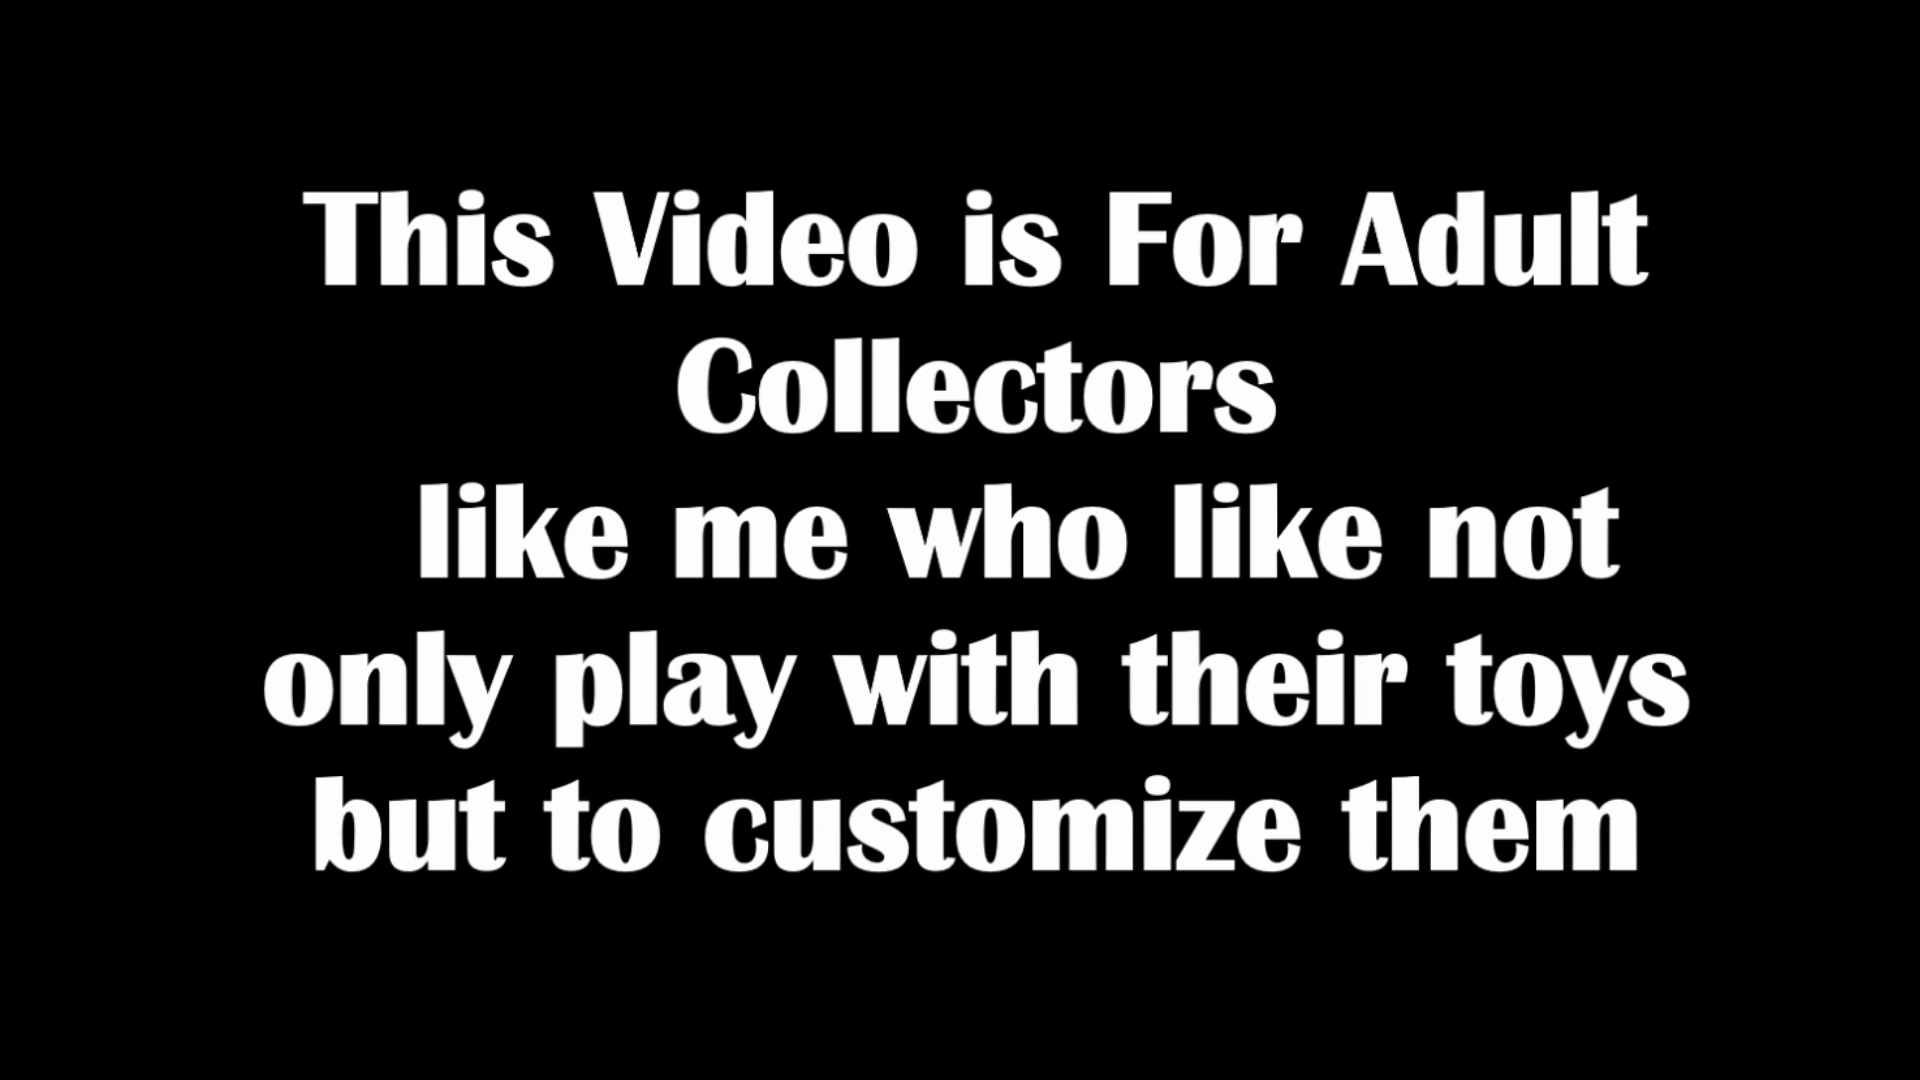 This Video is For Adult
Collectors
like me who like not
only play with their toys
but to customize them